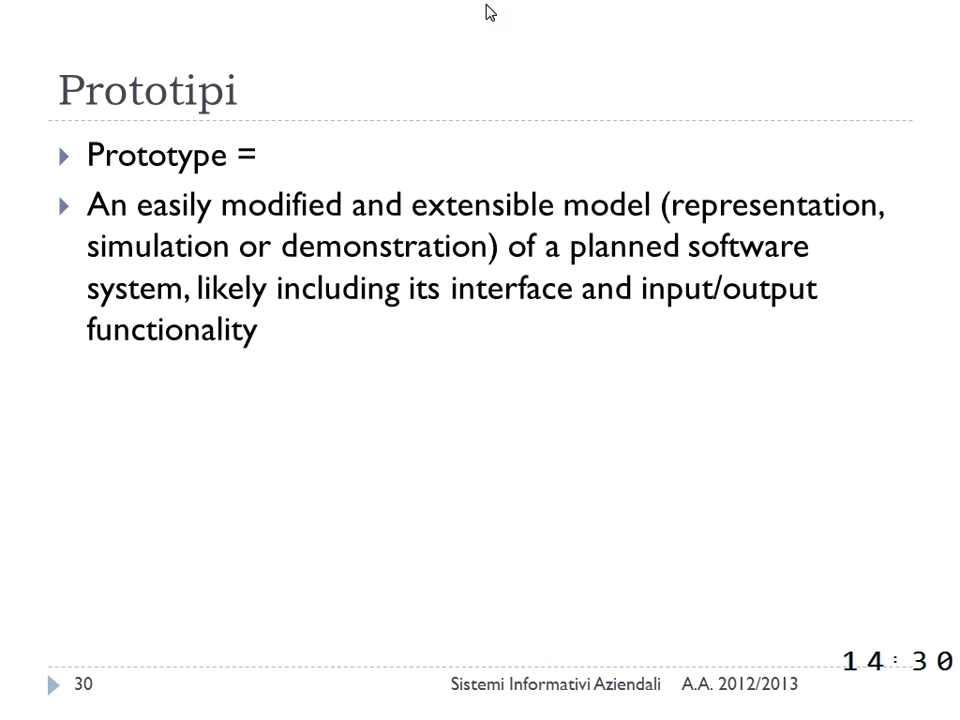 Prototipi
Prototype =
An easily modified and extensible model (representation,
simulation or demonstration) of a planned software
system, likely including its interface and input/output
functionality
14:30
30 Sistemi Informativi Aziendali A.A. 2012/2013